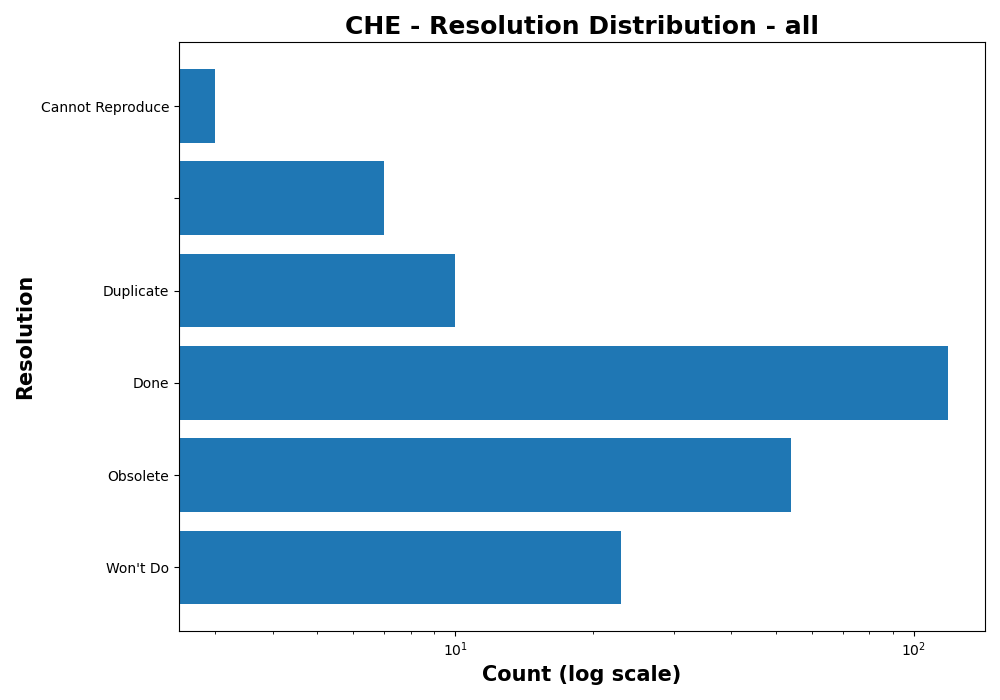 CHE - Resolution Distribution - all
Resolution
Cannot Reproduce
Duplicate
Done
Obsolete
Won't Do
10¹
10²
Count (log scale)